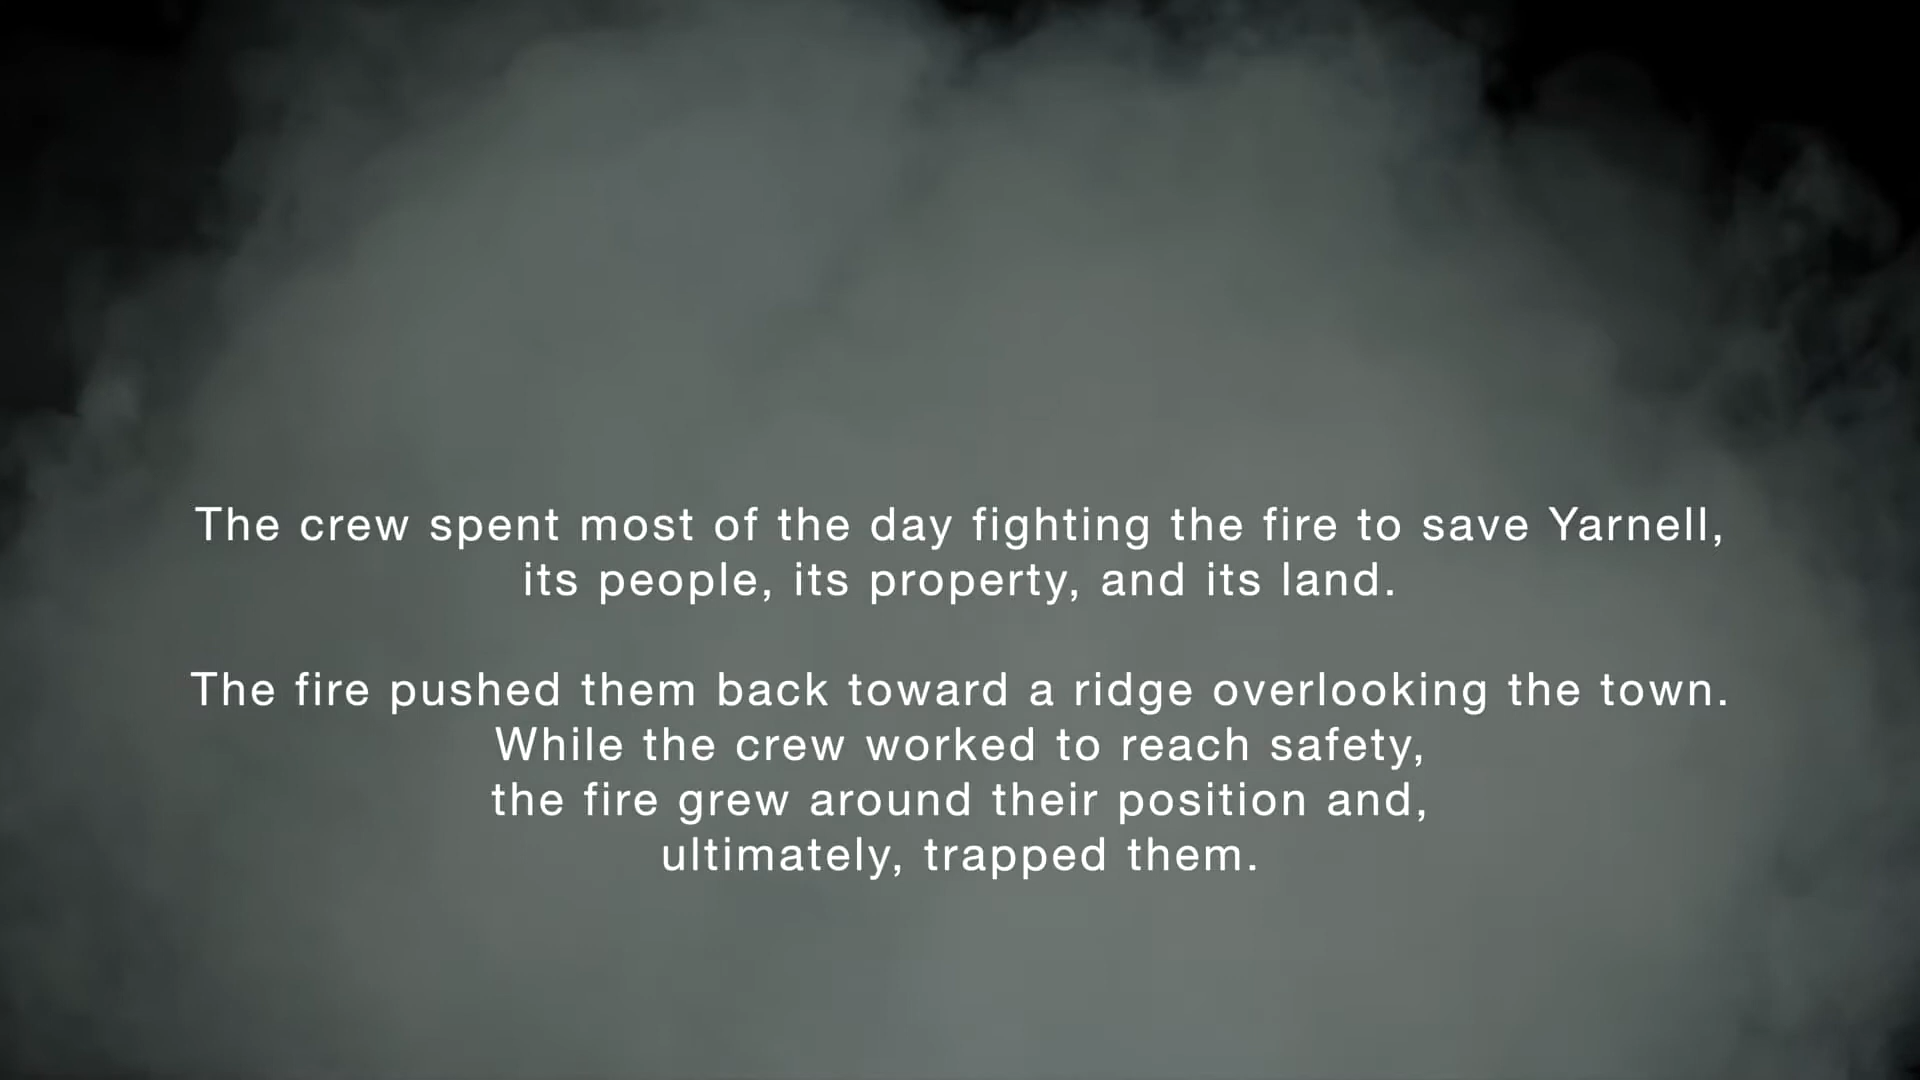 The crew spent most of the day fighting the fire to save Yarnell,
its people, its property, and its land.
The fire pushed them back toward a ridge overlooking the town.
While the crew worked to reach safety,
the fire grew around their position and,
ultimately, trapped them.